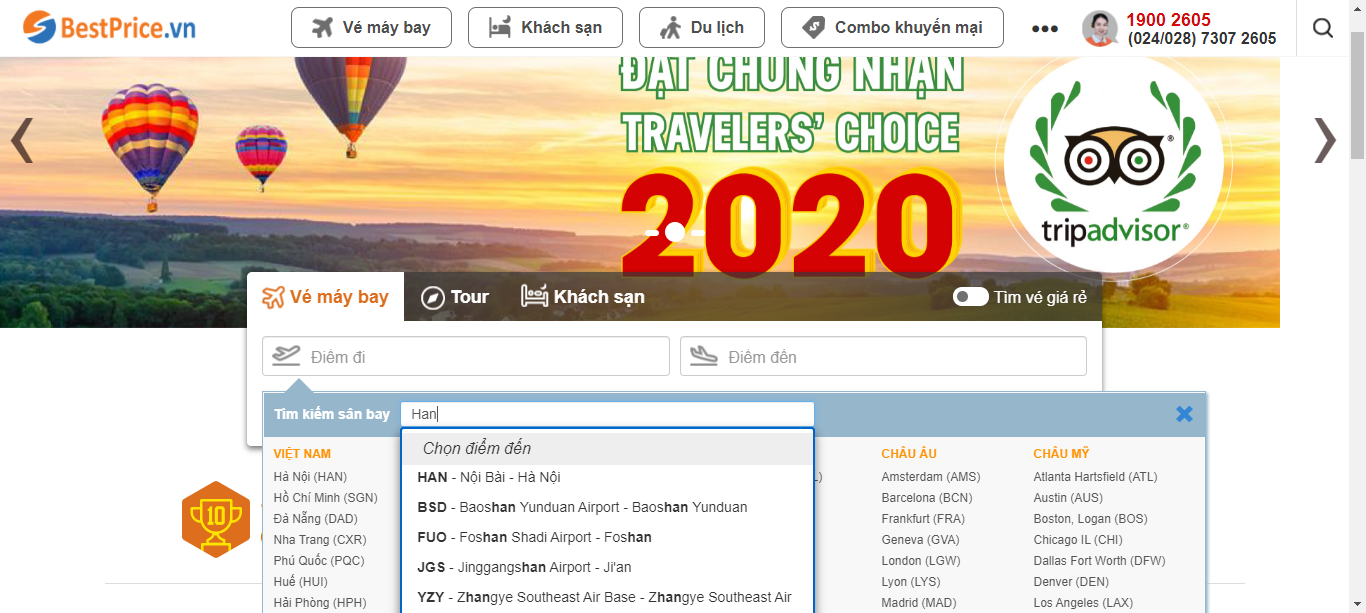 BestPrice.vn
Vé máy bay
Khách sạn
Du lịch
Combo khuyến mại
1900 2605
(024/028) 7307 2605
ĐẠT CHỨNG NHẬN
TRAVELERS' CHOICE
2020
tripadvisor®
Vé máy bay
Tour
Khách sạn
Tìm vé giá rẻ
Điểm đi
Điểm đến
Tìm kiếm sân bay
Han
Chọn điểm đến
HAN - Nội Bài - Hà Nội
BSD - Baoshan Yunduan Airport - Baoshan Yunduan
FUO - Foshan Shadi Airport - Foshan
JGS - Jinggangshan Airport - Ji'an
YZY - Zhangye Southeast Air Base - Zhangye Southeast Air
VIỆT NAM
Hà Nội (HAN)
Hồ Chí Minh (SGN)
Đà Nẵng (DAD)
Nha Trang (CXR)
Phú Quốc (PQC)
Huế (HUI)
Hải Phòng (HPH)
CHÂU ÂU
Amsterdam (AMS)
Barcelona (BCN)
Frankfurt (FRA)
Geneva (GVA)
London (LGW)
Lyon (LYS)
Madrid (MAD)
CHÂU MỸ
Atlanta Hartsfield (ATL)
Austin (AUS)
Boston, Logan (BOS)
Chicago IL (CHI)
Dallas Fort Worth (DFW)
Denver (DEN)
Los Angeles (LAX)
10